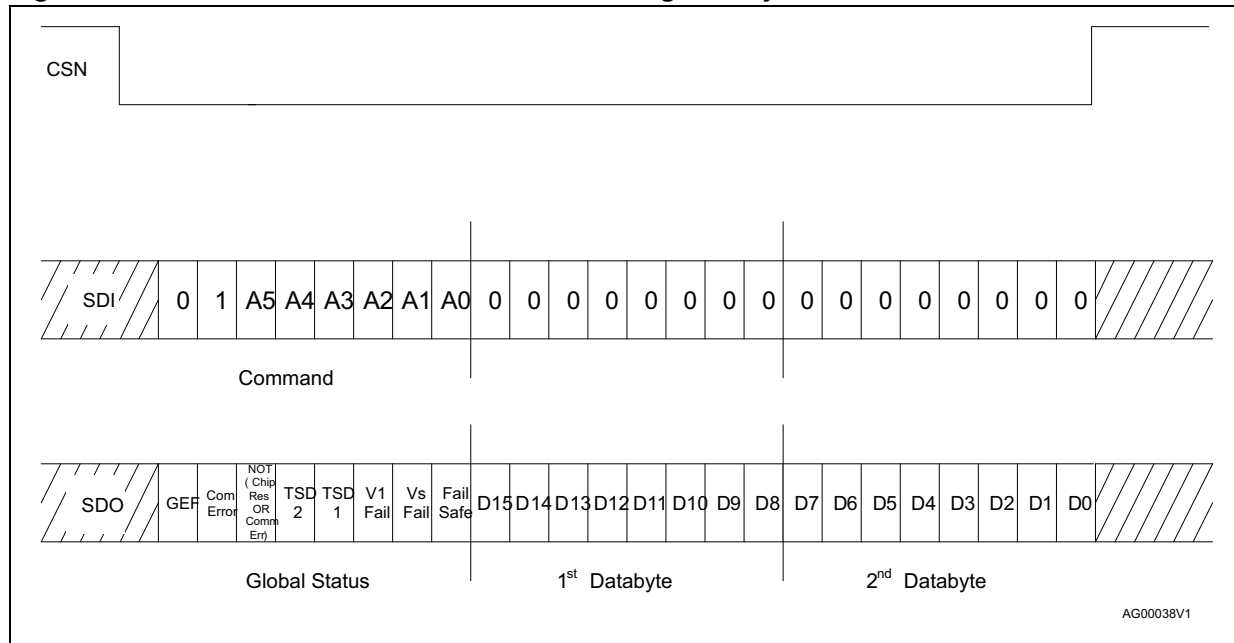 CSN
SDI 0 1 A5 A4 A3 A2 A1 A0 0 0 0 0 0 0 0 0 0 0 0 0 0 0 0 0
Command
SDO GEF Com Error NOT ( Chip Res OR Comm Err) TSD 2 TSD 1 V1 Fail Vs Fail Fail Safe D15 D14 D13 D12 D11 D10 D9 D8 D7 D6 D5 D4 D3 D2 D1 D0
Global Status 1st Databyte 2nd Databyte
AG00038V1